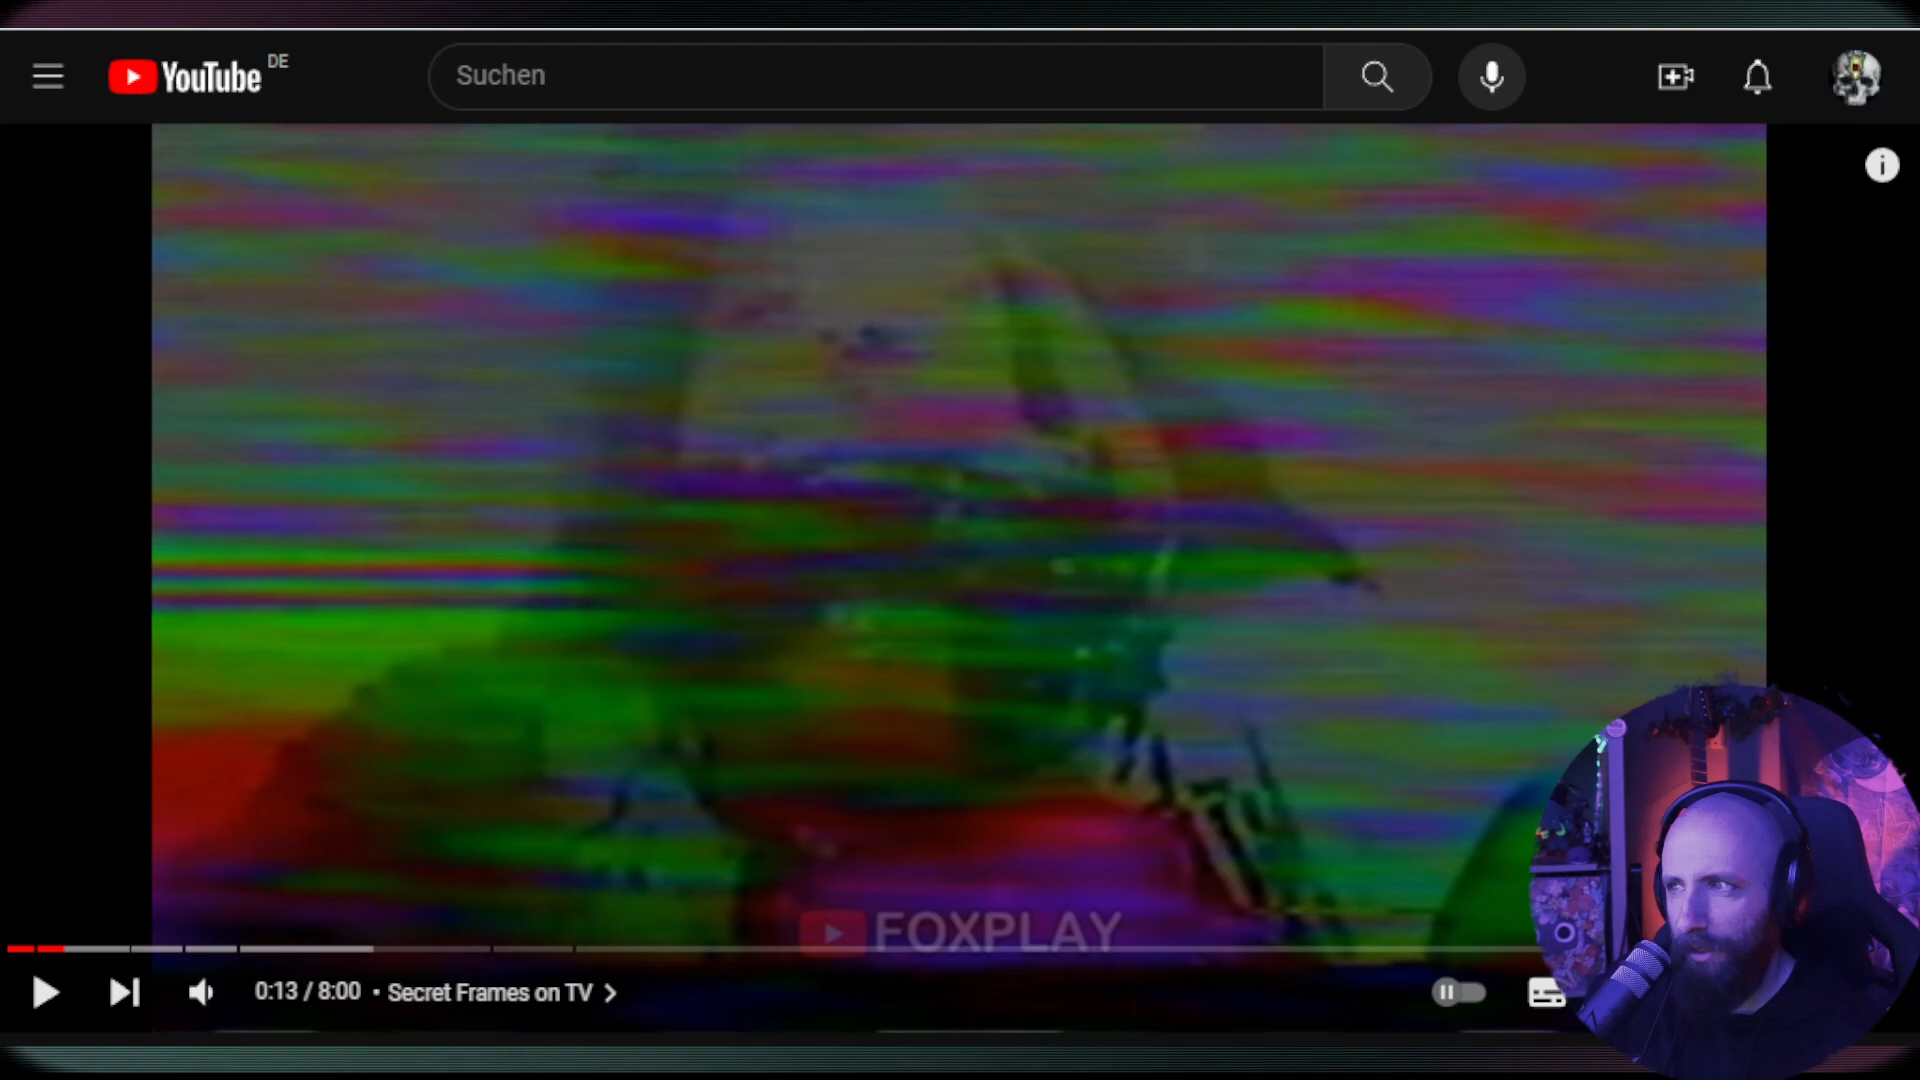 YouTube DE
Suchen
FOXPLAY
0:13 / 8:00 • Secret Frames on TV